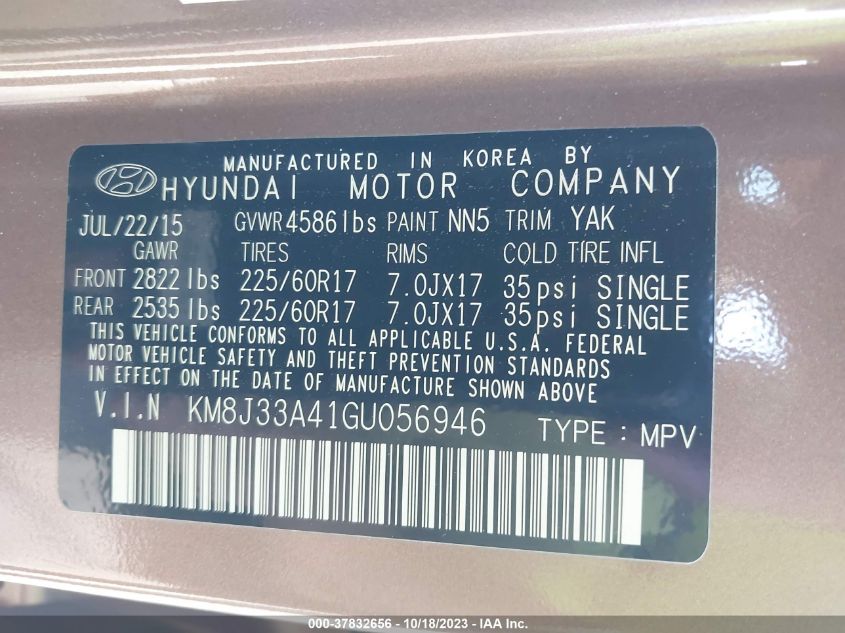 MANUFACTURED IN KOREA BY
HYUNDAI MOTOR COMPANY
JUL/22/15 GVWR 4586 lbs PAINT NN5 TRIM YAK
GAWR TIRES RIMS COLD TIRE INFL
FRONT 2822 lbs 225/60R17 7.0JX17 35psi SINGLE
REAR 2535 lbs 225/60R17 7.0JX17 35psi SINGLE
THIS VEHICLE CONFORMS TO ALL APPLICABLE U.S.A. FEDERAL
MOTOR VEHICLE SAFETY AND THEFT PREVENTION STANDARDS
IN EFFECT ON THE DATE OF MANUFACTURE SHOWN ABOVE
V.I.N KM8J33A41GU056946 TYPE : MPV
000-37832656 - 10/18/2023 - IAA Inc.